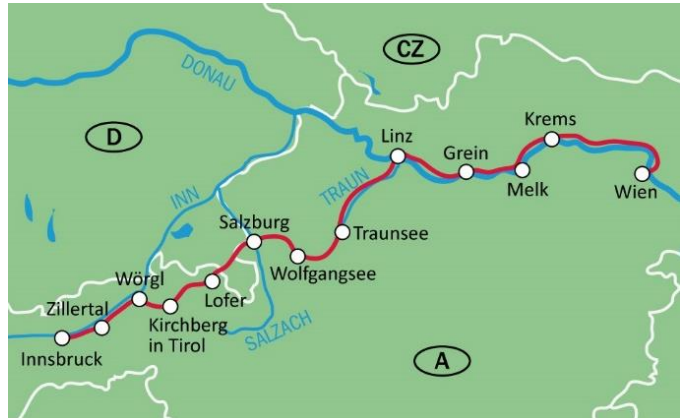 CZ
DONAU
D
Krems
Linz
Grein
Melk
Wien
INN
TRAUN
Salzburg
Traunsee
Wolfgangsee
Wörgl
Lofer
Zillertal
Kirchberg
in Tirol
SALZACH
Innsbruck
A